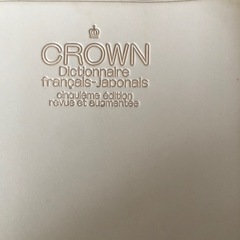 CROWN
Dictionnaire
français-Japonais
cinquième édition
revue et augmentée